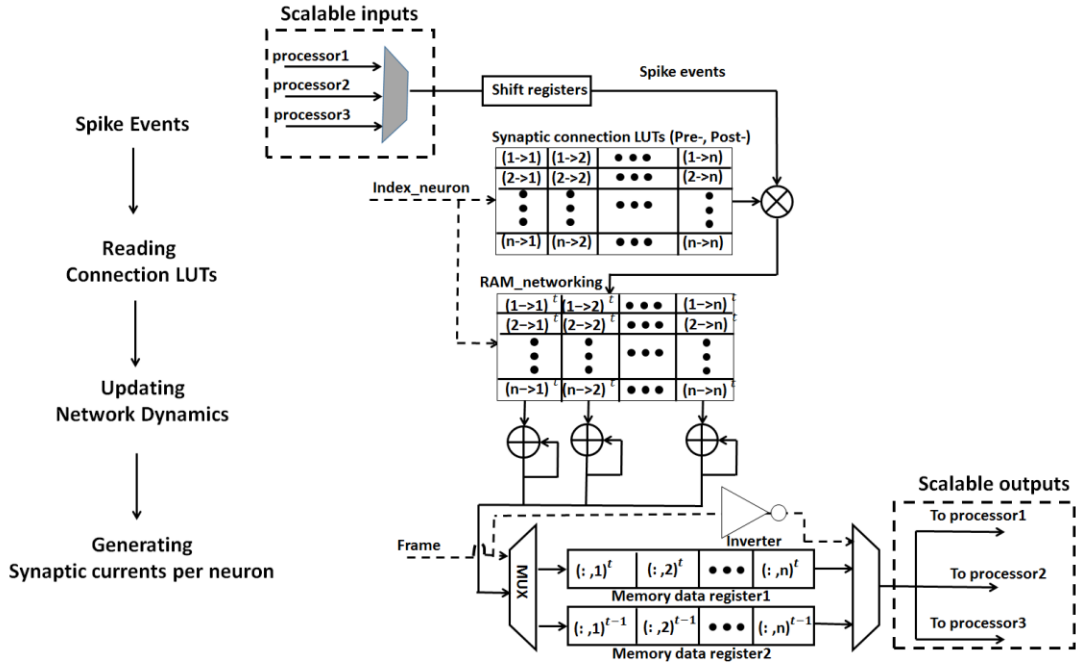 Scalable inputs
processor1
processor2
processor3
Shift registers
Spike events
Spike Events
Reading
Connection LUTs
Updating
Network Dynamics
Generating
Synaptic currents per neuron
Synaptic connection LUTs (Pre-, Post-)
(1->1) (1->2) ●●● (1->n)
(2->1) (2->2) ●●● (2->n)
●●●
(n->1) (n->2) ●●● (n->n)
Index_neuron
RAM_networking
(1−>1)^t (1−>2)^t ●●● (1−>n)^t
(2−>1)^t (2−>2)^t ●●● (2−>n)^t
●●●
(n−>1)^t (n−>2)^t ●●● (n−>n)^t
Frame
MUX
Inverter
(: ,1)^t (: ,2)^t ●●● (: ,n)^t
Memory data register1
(: ,1)^{t−1} (: ,2)^{t−1} ●●● (: ,n)^{t−1}
Memory data register2
Scalable outputs
To processor1
To processor2
To processor3